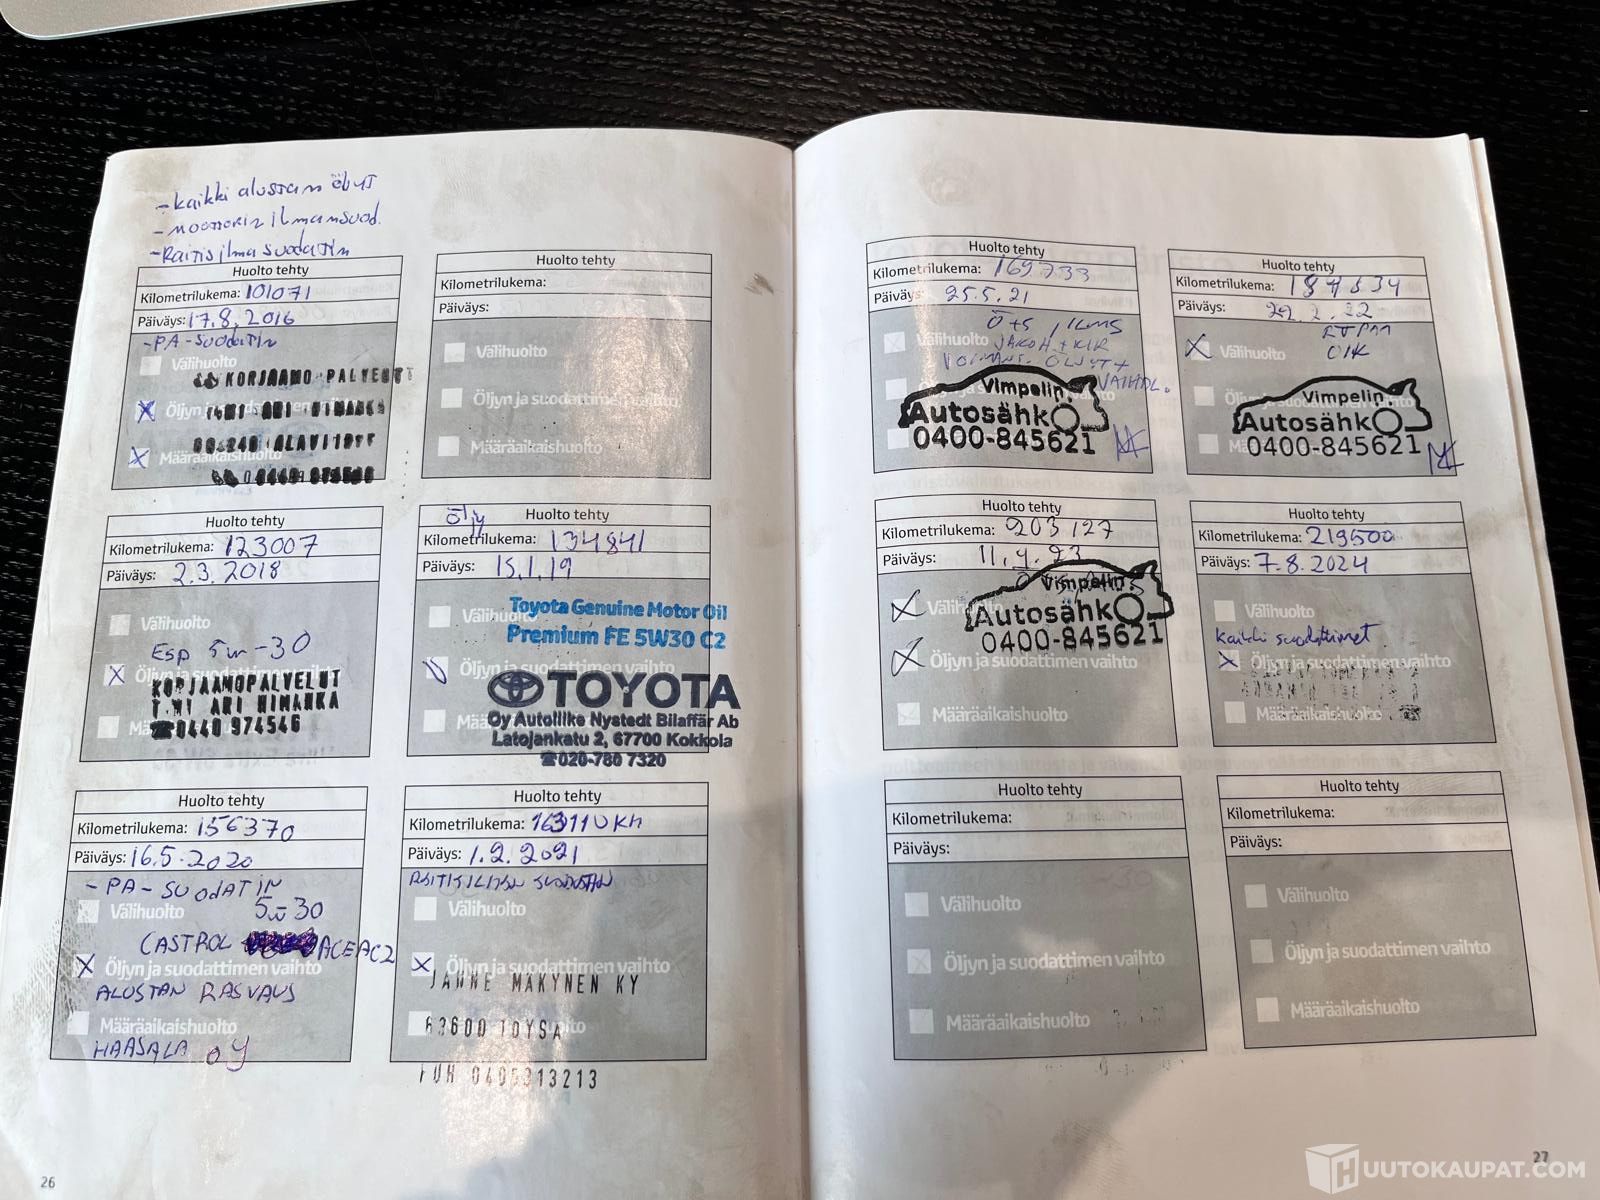 -kaikki alustan öljyt
-moottorin ilmansuod.
-Raitisilmasuodatin
Huolto tehty
Kilometrilukema: 101071
Päiväys: 17.8.2016
-PA-suodatin
Välihuolto
KORJAAMO PALVELUT
Öljyn ja suodattimen
Määräaikaishuolto
Huolto tehty
Kilometrilukema:
Päiväys:
Välihuolto
Öljyn ja suodattimen vaihto
Määräaikaishuolto
Huolto tehty
Kilometrilukema: 123007
Päiväys: 2.3.2018
Välihuolto
Esp 5w-30
Öljyn ja suodattimen vaihto
KORJAAMOPALVELUT
T:MI ARI HIMANKA
☎0440 974546
Öljy
Huolto tehty
Kilometrilukema: 134841
Päiväys: 15.1.19
Välihuolto
Toyota Genuine Motor Oil
Premium FE 5W30 C2
Öljyn ja suodattimen vaihto
TOYOTA
Oy Autoliike Nystedt Bilaffär Ab
Latojankatu 2, 67700 Kokkola
☎020-780 7320
Huolto tehty
Kilometrilukema: 156370
Päiväys: 16.5.2020
-PA-SUODATIN
5w30
Välihuolto
CASTROL ACEAC2
Öljyn ja suodattimen vaihto
ALUSTAN RASVAUS
Määräaikaishuolto
HAASALA OY
Huolto tehty
Kilometrilukema: 163110 KM
Päiväys: 1.2.2021
Välihuolto
Öljyn ja suodattimen vaihto
JANNE MÄKYNEN KY
63600 TÖYSÄ
PUH 0405313213
26
Huolto tehty
Kilometrilukema: 169733
Päiväys: 25.5.21
Ö+S, ILMS
VAIHDL.
Vimpelin
Autosähkö
0400-845621
Huolto tehty
Kilometrilukema: 184634
Päiväys: 22.2.22
Välihuolto
Vimpelin
Autosähkö
0400-845621
Huolto tehty
Kilometrilukema: 203127
Päiväys: 11.4.23
Välihuolto
Vimpelin
Autosähkö
0400-845621
Öljyn ja suodattimen vaihto
Määräaikaishuolto
Huolto tehty
Kilometrilukema: 219500
Päiväys: 7.8.2024
Välihuolto
kaikki suodattimet
Öljyn ja suodattimen vaihto
Määräaikaishuolto
Huolto tehty
Kilometrilukema:
Päiväys:
Välihuolto
Öljyn ja suodattimen vaihto
Määräaikaishuolto
Huolto tehty
Kilometrilukema:
Päiväys:
Välihuolto
Öljyn ja suodattimen vaihto
Määräaikaishuolto
27
HUUTOKAUPAT.COM